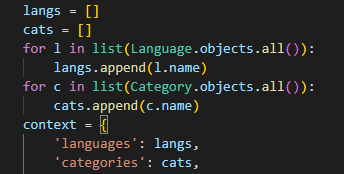 langs = []
cats = []
for l in list(Language.objects.all()):
    langs.append(l.name)
for c in list(Category.objects.all()):
    cats.append(c.name)
context = {
    'languages': langs,
    'categories': cats,